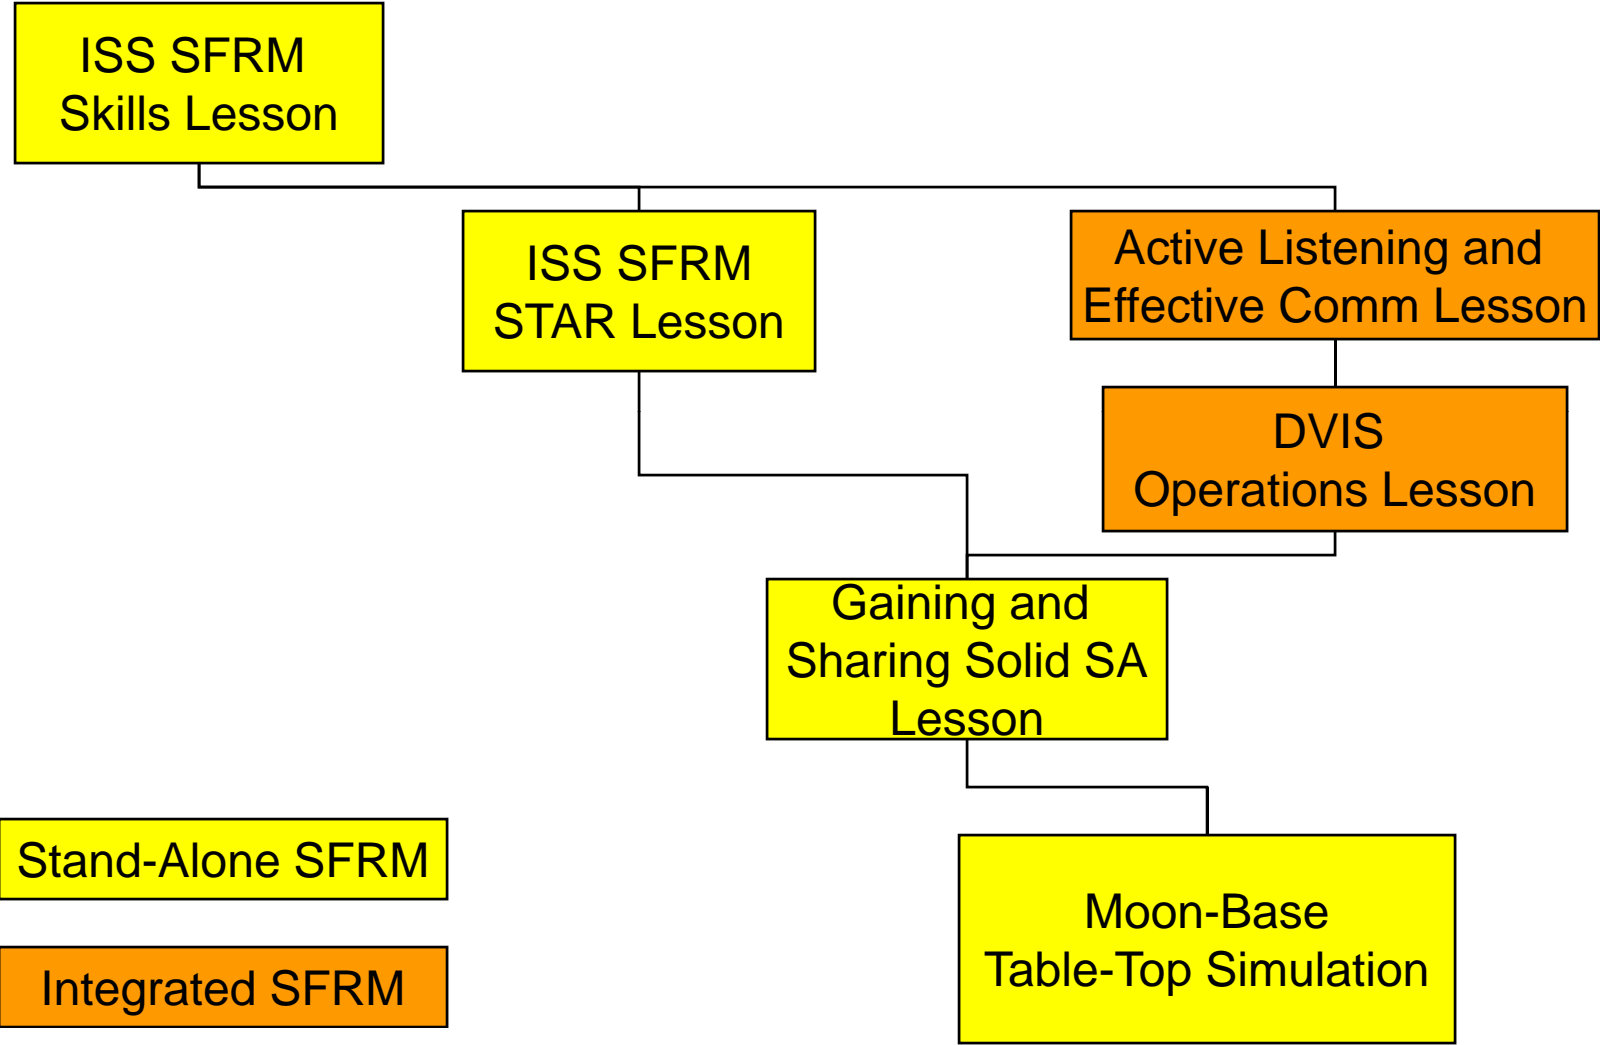 ISS SFRM
Skills Lesson
ISS SFRM
STAR Lesson
Active Listening and
Effective Comm Lesson
DVIS
Operations Lesson
Gaining and
Sharing Solid SA
Lesson
Moon-Base
Table-Top Simulation
Stand-Alone SFRM
Integrated SFRM